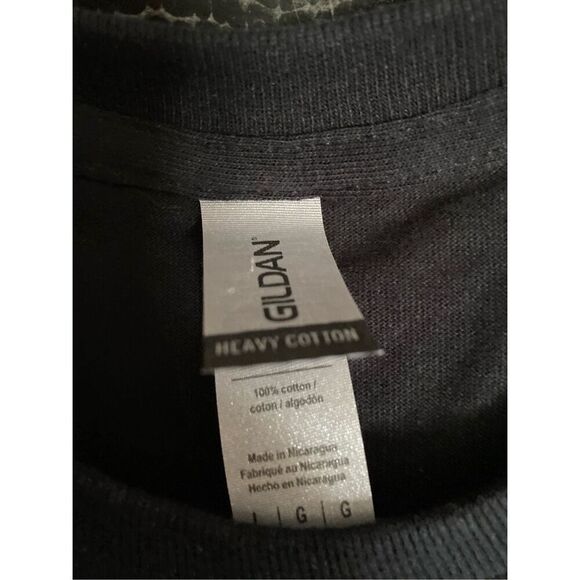 GILDAN®
HEAVY COTTON
100% cotton /
coton / algodón
Made in Nicaragua
Fabriqué au Nicaragua
Hecho en Nicaragua
G G